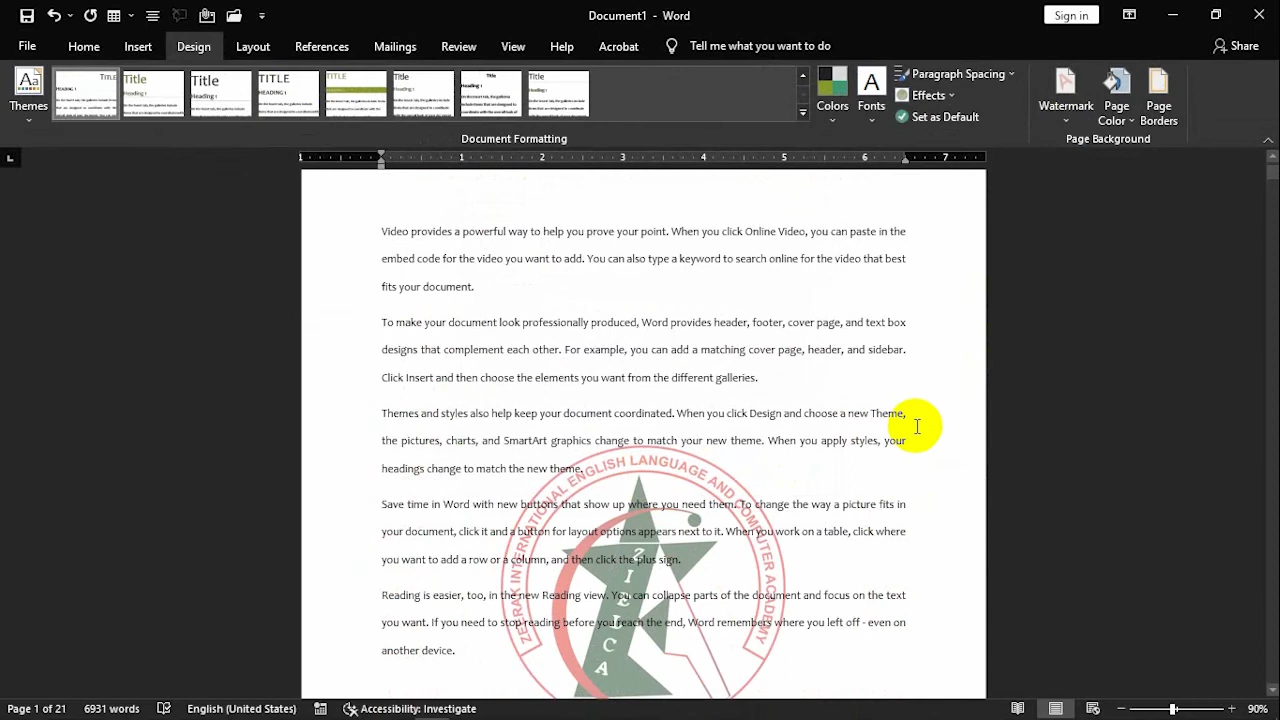 Document1 - Word
Sign in
File Home Insert Design Layout References Mailings Review View Help Acrobat Tell me what you want to do Share
Themes
Colors
Fonts
Paragraph Spacing
Effects
Set as Default
Watermark
Page Color
Page Borders
Document Formatting
Page Background
1 1 2 3 4 5 6 7
Video provides a powerful way to help you prove your point. When you click Online Video, you can paste in the
embed code for the video you want to add. You can also type a keyword to search online for the video that best
fits your document.
To make your document look professionally produced, Word provides header, footer, cover page, and text box
designs that complement each other. For example, you can add a matching cover page, header, and sidebar.
Click Insert and then choose the elements you want from the different galleries.
Themes and styles also help keep your document coordinated. When you click Design and choose a new Theme,
the pictures, charts, and SmartArt graphics change to match your new theme. When you apply styles, your
headings change to match the new theme.
Save time in Word with new buttons that show up where you need them. To change the way a picture fits in
your document, click it and a button for layout options appears next to it. When you work on a table, click where
you want to add a row or a column, and then click the plus sign.
Reading is easier, too, in the new Reading view. You can collapse parts of the document and focus on the text
you want. If you need to stop reading before you reach the end, Word remembers where you left off - even on
another device.
INTERNATIONAL ENGLISH LANGUAGE AND COMPUTER ACADEMY
Page 1 of 21 6931 words English (United States) Accessibility: Investigate 90%